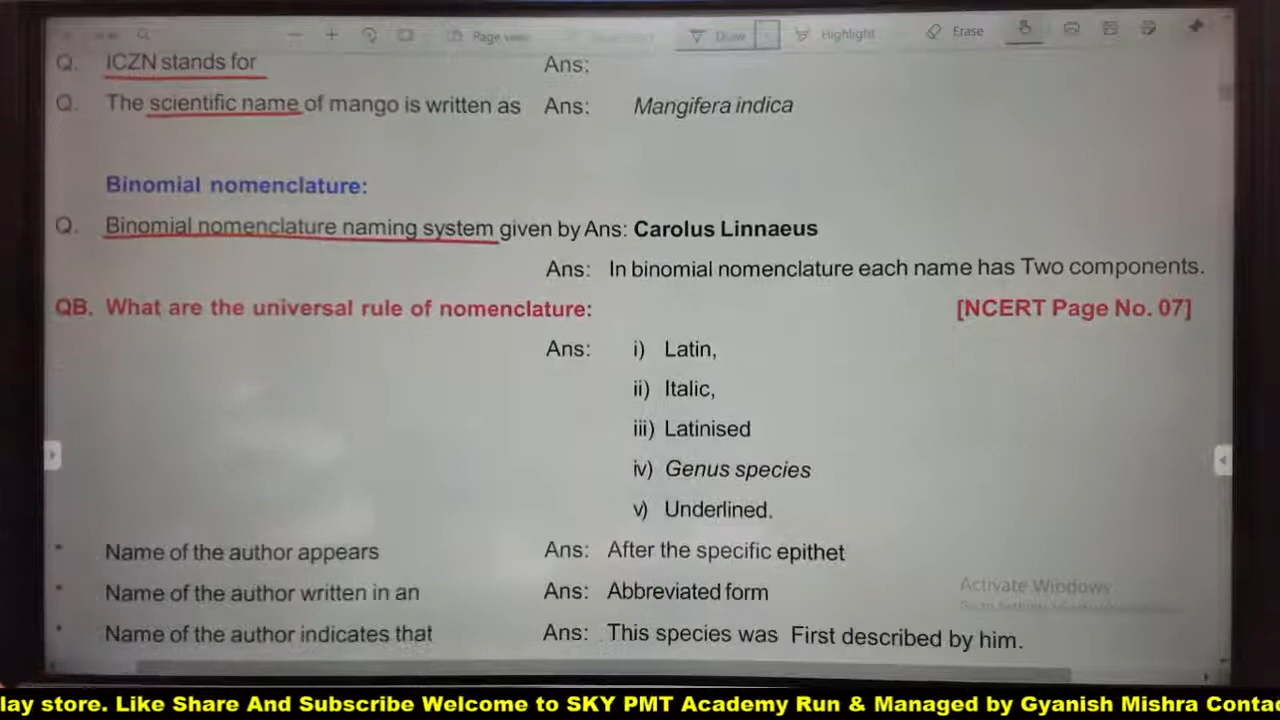 Page view Draw Highlight Erase
Q. ICZN stands for Ans:
Q. The scientific name of mango is written as Ans: Mangifera indica
Binomial nomenclature:
Q. Binomial nomenclature naming system given by Ans: Carolus Linnaeus
Ans: In binomial nomenclature each name has Two components.
QB. What are the universal rule of nomenclature: [NCERT Page No. 07]
Ans: i) Latin,
ii) Italic,
iii) Latinised
iv) Genus species
v) Underlined.
Name of the author appears Ans: After the specific epithet
Name of the author written in an Ans: Abbreviated form
Activate Windows
Name of the author indicates that Ans: This species was First described by him.
lay store. Like Share And Subscribe Welcome to SKY PMT Academy Run & Managed by Gyanish Mishra Contac